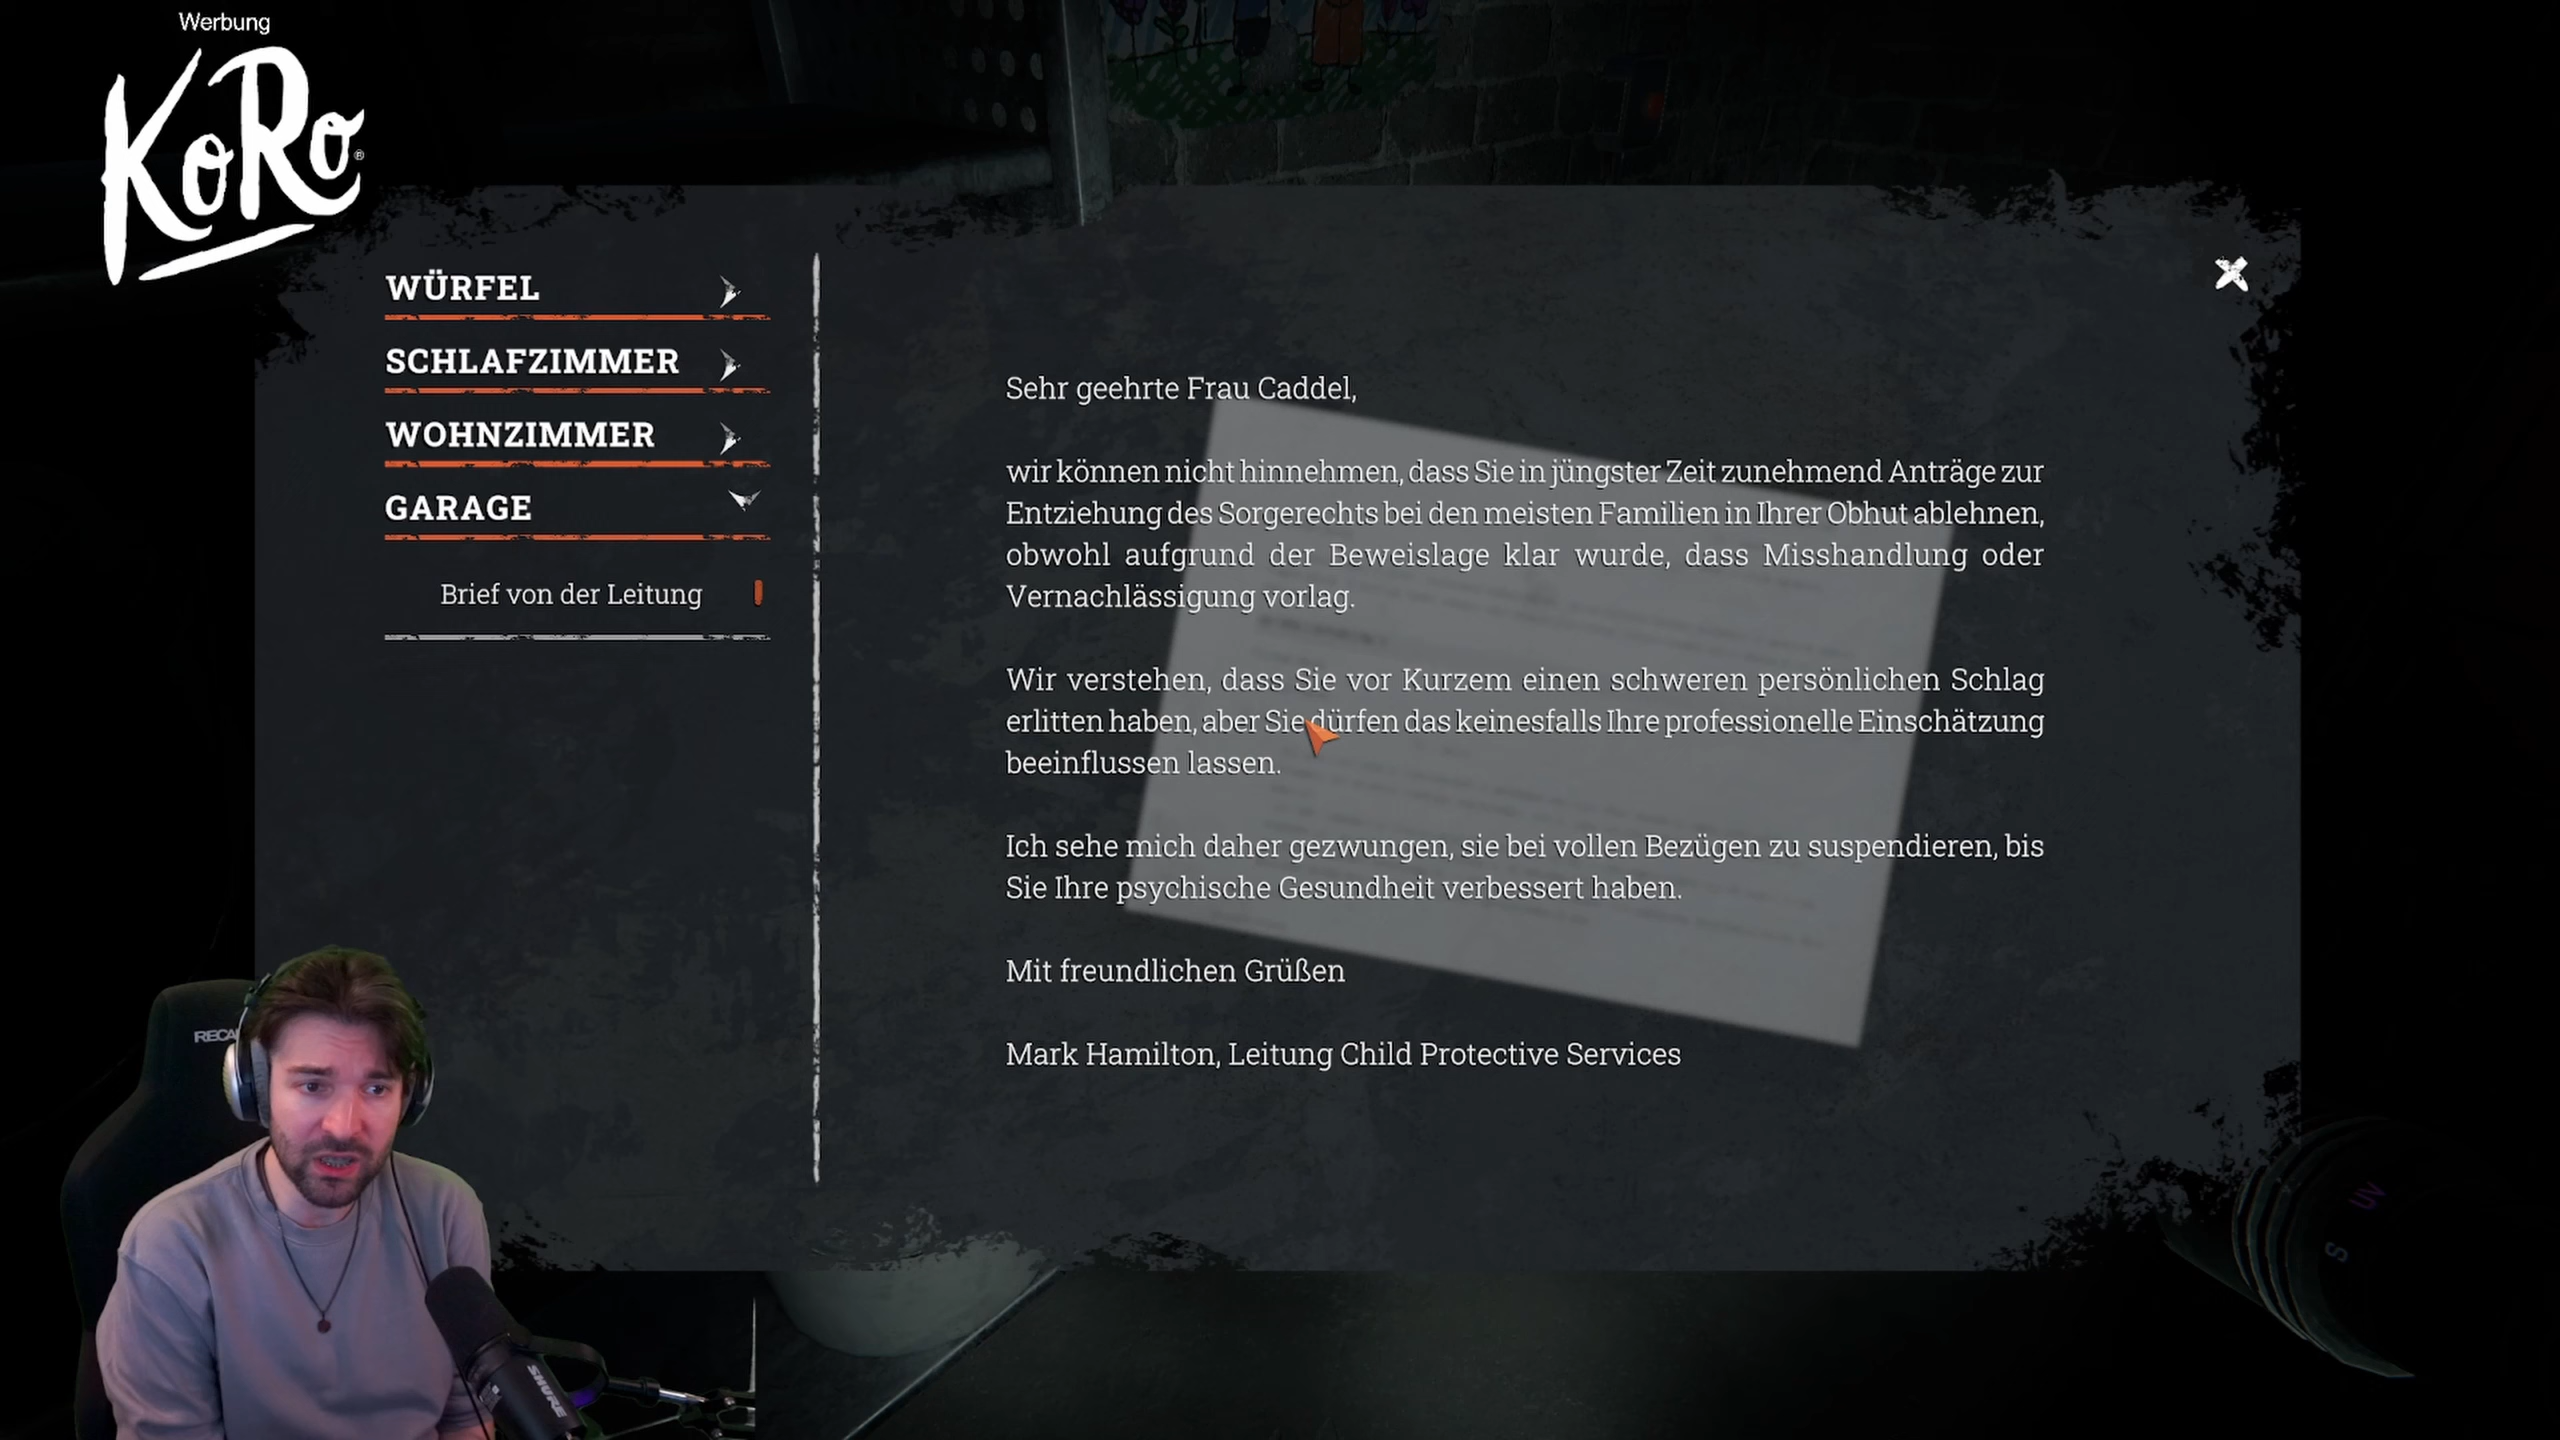 Werbung
KoRo®
WÜRFEL
SCHLAFZIMMER
WOHNZIMMER
GARAGE
Brief von der Leitung
Sehr geehrte Frau Caddel,
wir können nicht hinnehmen, dass Sie in jüngster Zeit zunehmend Anträge zur
Entziehung des Sorgerechts bei den meisten Familien in Ihrer Obhut ablehnen,
obwohl aufgrund der Beweislage klar wurde, dass Misshandlung oder
Vernachlässigung vorlag.
Wir verstehen, dass Sie vor Kurzem einen schweren persönlichen Schlag
erlitten haben, aber Sie dürfen das keinesfalls Ihre professionelle Einschätzung
beeinflussen lassen.
Ich sehe mich daher gezwungen, sie bei vollen Bezügen zu suspendieren, bis
Sie Ihre psychische Gesundheit verbessert haben.
Mit freundlichen Grüßen
Mark Hamilton, Leitung Child Protective Services
UV
S
SHURE